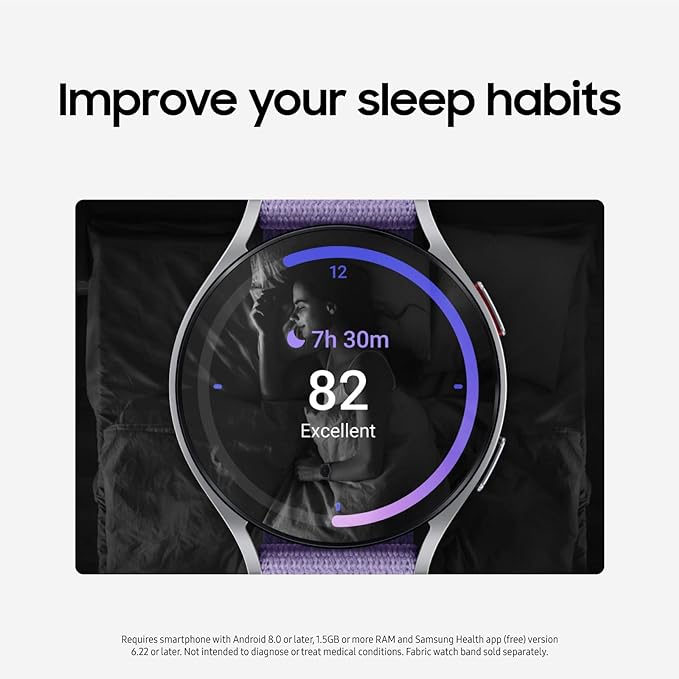 Improve your sleep habits
12
7h 30m
82
Excellent
Requires smartphone with Android 8.0 or later, 1.5GB or more RAM and Samsung Health app (free) version
6.22 or later. Not intended to diagnose or treat medical conditions. Fabric watch band sold separately.